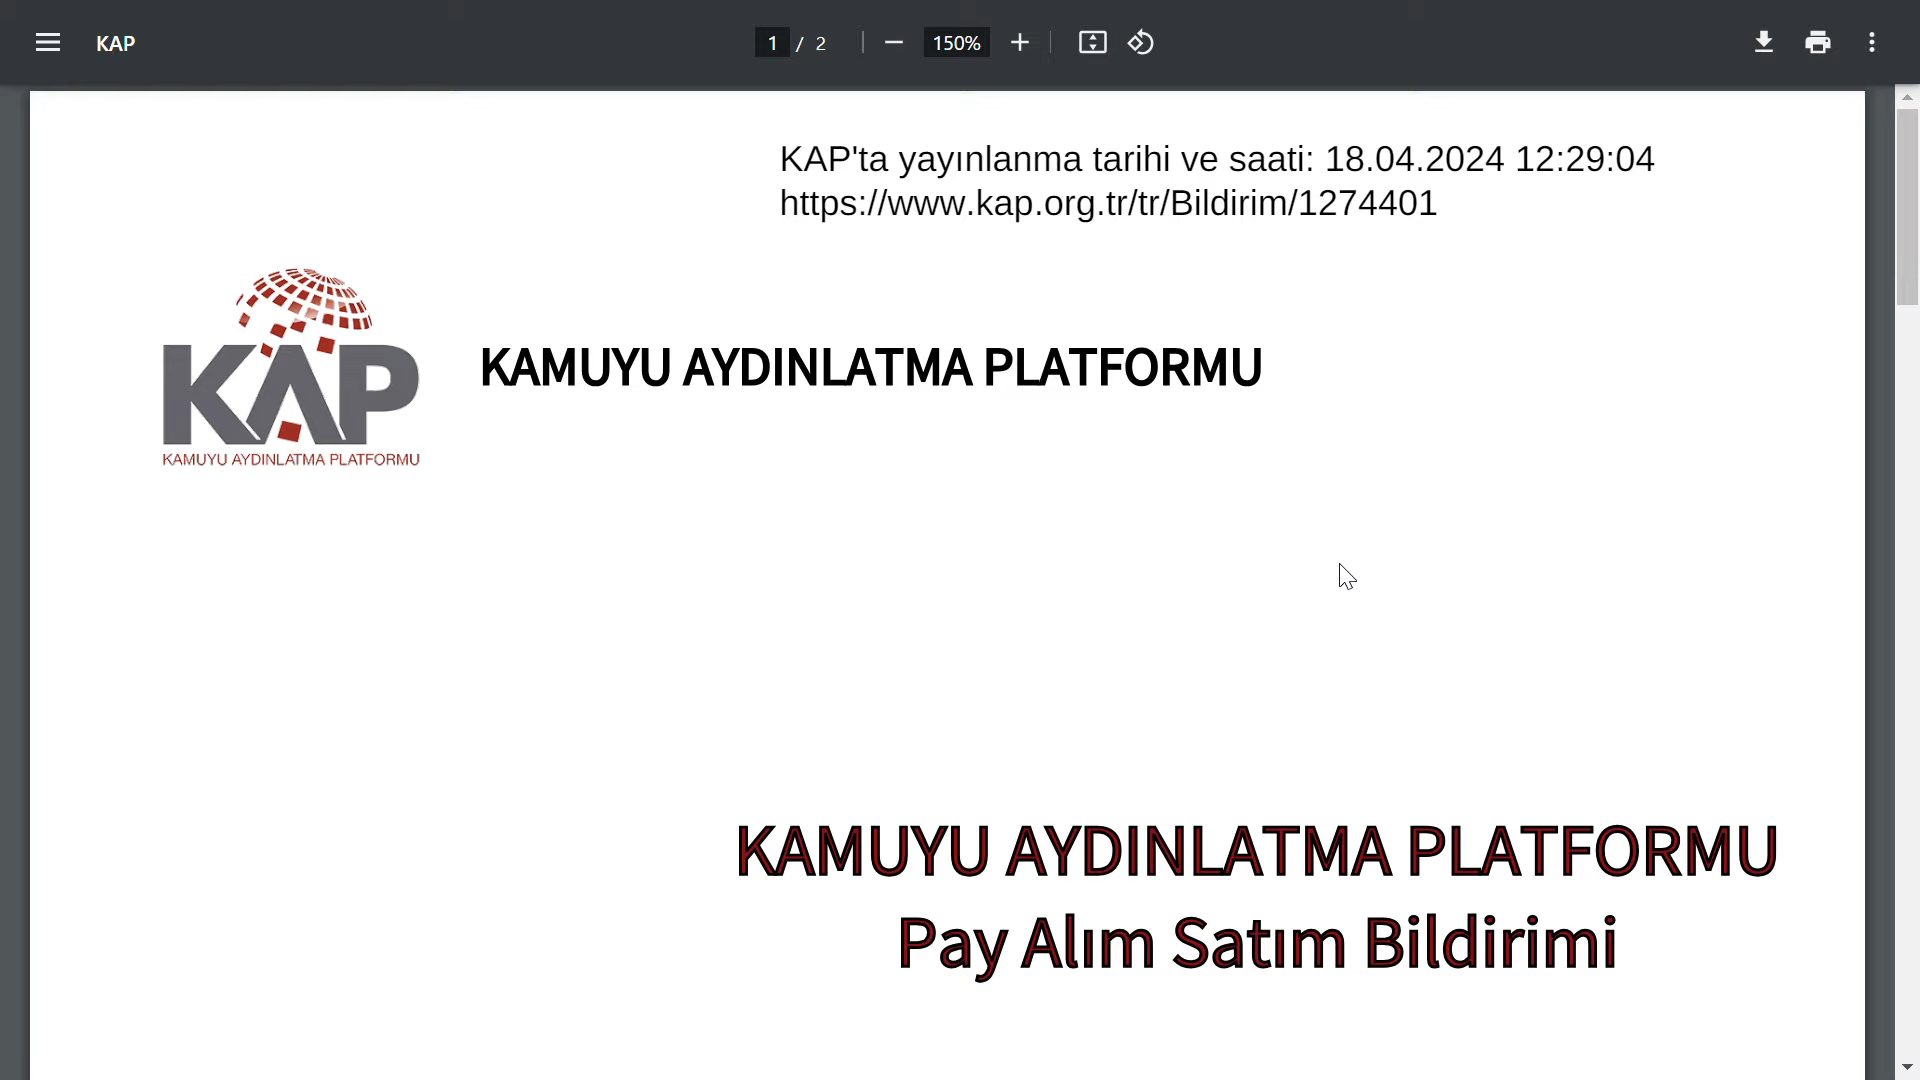 KAP
1 / 2
150%
KAP'ta yayınlanma tarihi ve saati: 18.04.2024 12:29:04
https://www.kap.org.tr/tr/Bildirim/1274401
KAP
KAMUYU AYDINLATMA PLATFORMU
KAMUYU AYDINLATMA PLATFORMU
KAMUYU AYDINLATMA PLATFORMU
Pay Alım Satım Bildirimi